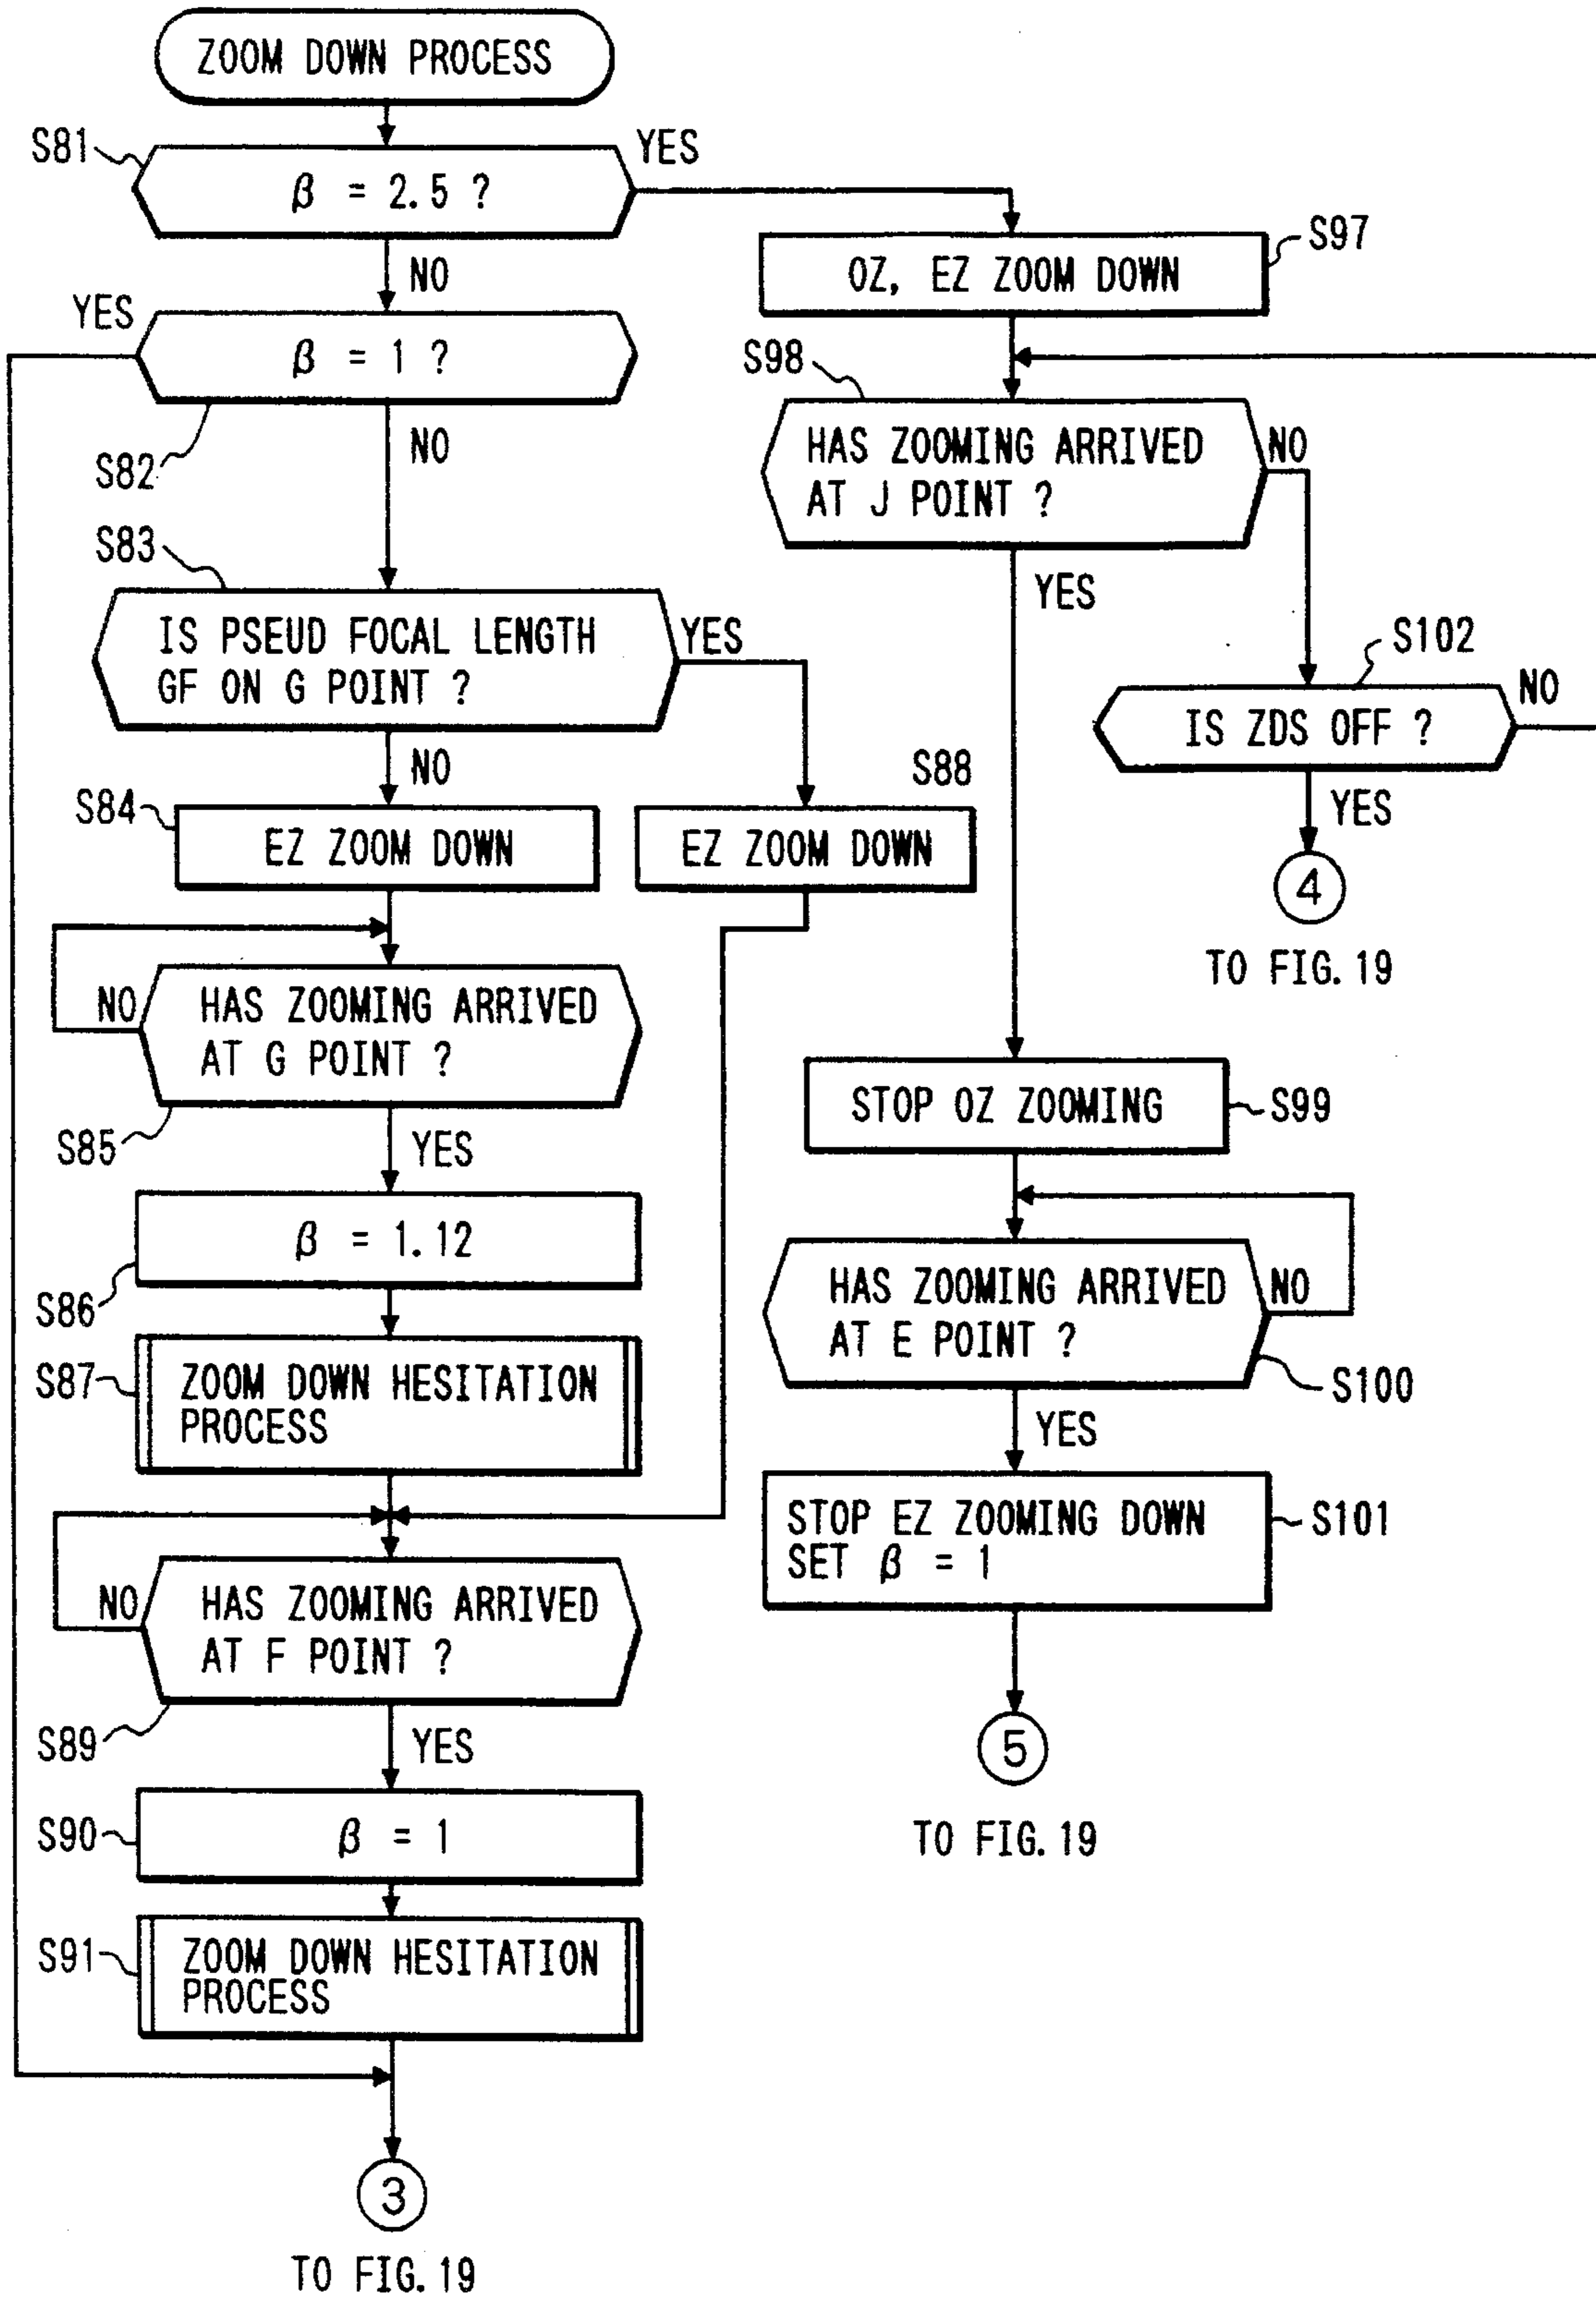 ZOOM DOWN PROCESS
S81
β = 2.5 ?
YES
NO
YES
β = 1 ?
S82
NO
S83
IS PSEUD FOCAL LENGTH
GF ON G POINT ?
YES
NO
S84
EZ ZOOM DOWN
S88
EZ ZOOM DOWN
NO
HAS ZOOMING ARRIVED
AT G POINT ?
S85
YES
β = 1.12
S86
S87
ZOOM DOWN HESITATION
PROCESS
NO
HAS ZOOMING ARRIVED
AT F POINT ?
S89
YES
S90
β = 1
S91
ZOOM DOWN HESITATION
PROCESS
3
TO FIG. 19
S97
OZ, EZ ZOOM DOWN
S98
HAS ZOOMING ARRIVED
AT J POINT ?
NO
YES
S102
IS ZDS OFF ?
NO
YES
4
TO FIG. 19
STOP OZ ZOOMING
S99
HAS ZOOMING ARRIVED
AT E POINT ?
NO
S100
YES
STOP EZ ZOOMING DOWN
SET β = 1
S101
5
TO FIG. 19